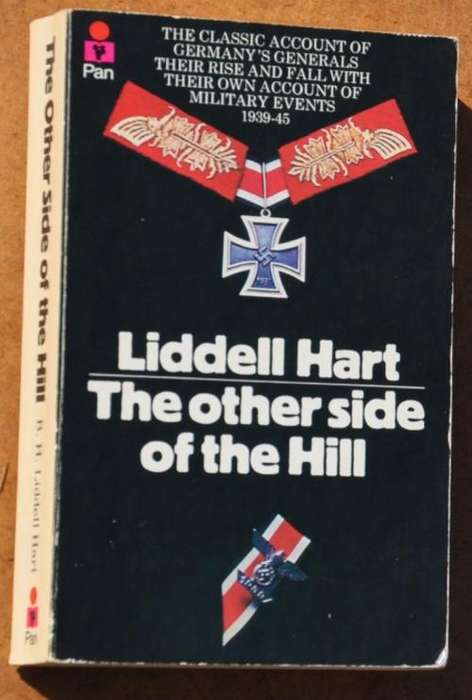 Pan
THE CLASSIC ACCOUNT OF
GERMANY'S GENERALS
THEIR RISE AND FALL WITH
THEIR OWN ACCOUNT OF
MILITARY EVENTS
1939-45
Liddell Hart
The other side
of the Hill
The Other Side of the Hill
B. H. Liddell Hart
Pan